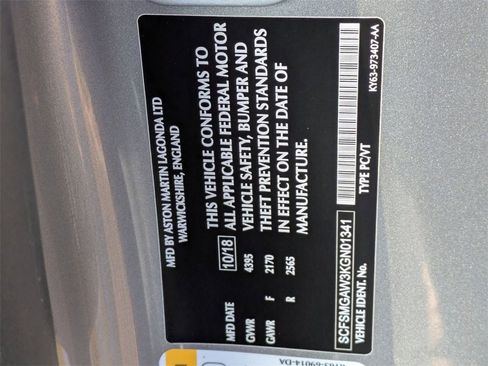 MFD BY ASTON MARTIN LAGONDA LTD
WARWICKSHIRE, ENGLAND
THIS VEHICLE CONFORMS TO
ALL APPLICABLE FEDERAL MOTOR
VEHICLE SAFETY, BUMPER AND
THEFT PREVENTION STANDARDS
IN EFFECT ON THE DATE OF
MANUFACTURE.
MFD DATE 10/18
GVWR 4395
GAWR F 2170
R 2565
SCFSMGAW3KGN01341
VEHICLE IDENT. No. TYPE PC/VT
KY63-973407-AA